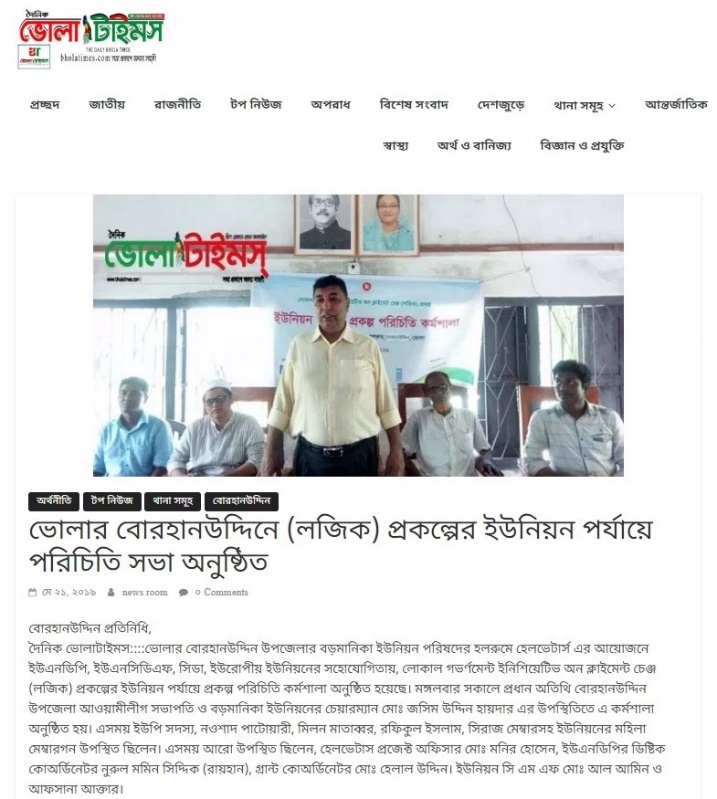 দৈনিক
ভোলা টাইমস
THE DAILY BHOLA TIMES
bholatimes.com সত্য প্রকাশে আমরা সাহসী
প্রচ্ছদ জাতীয় রাজনীতি টপ নিউজ অপরাধ বিশেষ সংবাদ দেশজুড়ে থানা সমূহ আন্তর্জাতিক
স্বাস্থ্য অর্থ ও বানিজ্য বিজ্ঞান ও প্রযুক্তি
দৈনিক
ভোলা টাইমস্
ইউনিয়ন প্রকল্প পরিচিতি কর্মশালা
অর্থনীতি টপ নিউজ থানা সমূহ বোরহানউদ্দিন
ভোলার বোরহানউদ্দিনে (লজিক) প্রকল্পের ইউনিয়ন পর্যায়ে
পরিচিতি সভা অনুষ্ঠিত
মে ২১, ২০১৯ news room ০ Comments
বোরহানউদ্দিন প্রতিনিধি,
দৈনিক ভোলাটাইমস::::ভোলার বোরহানউদ্দিন উপজেলার বড়মানিকা ইউনিয়ন পরিষদের হলরুমে হেলভেটার্স এর আয়োজনে
ইউএনডিপি, ইউএনসিডিএফ, সিডা, ইউরোপীয় ইউনিয়নের সহোযোগিতায়, লোকাল গভর্ণমেন্ট ইনিশিয়েটিভ অন ক্লাইমেন্ট চেঞ্জ
(লজিক) প্রকল্পের ইউনিয়ন পর্যায়ে প্রকল্প পরিচিতি কর্মশালা অনুষ্ঠিত হয়েছে। মঙ্গলবার সকালে প্রধান অতিথি বোরহানউদ্দিন
উপজেলা আওয়ামীলীগ সভাপতি ও বড়মানিকা ইউনিয়নের চেয়ারম্যান মোঃ জসিম উদ্দিন হায়দার এর উপস্থিতিতে এ কর্মশালা
অনুষ্ঠিত হয়। এসময় ইউপি সদস্য, নওশাদ পাটোয়ারী, মিলন মাতাব্বর, রফিকুল ইসলাম, সিরাজ মেম্বারসহ ইউনিয়নের মহিলা
মেম্বারগন উপস্থিত ছিলেন। এসময় আরো উপস্থিত ছিলেন, হেলভেতাস প্রজেক্ট অফিসার মোঃ মনির হোসেন, ইউএনডিপির ডিষ্টিক
কোঅর্ডিনেটর নুরুল মমিন সিদ্দিক (রায়হান), গ্রান্ট কোঅর্ডিনেটর মোঃ হেলাল উদ্দিন। ইউনিয়ন সি এম এফ মোঃ আল আমিন ও
আফসানা আক্তার।